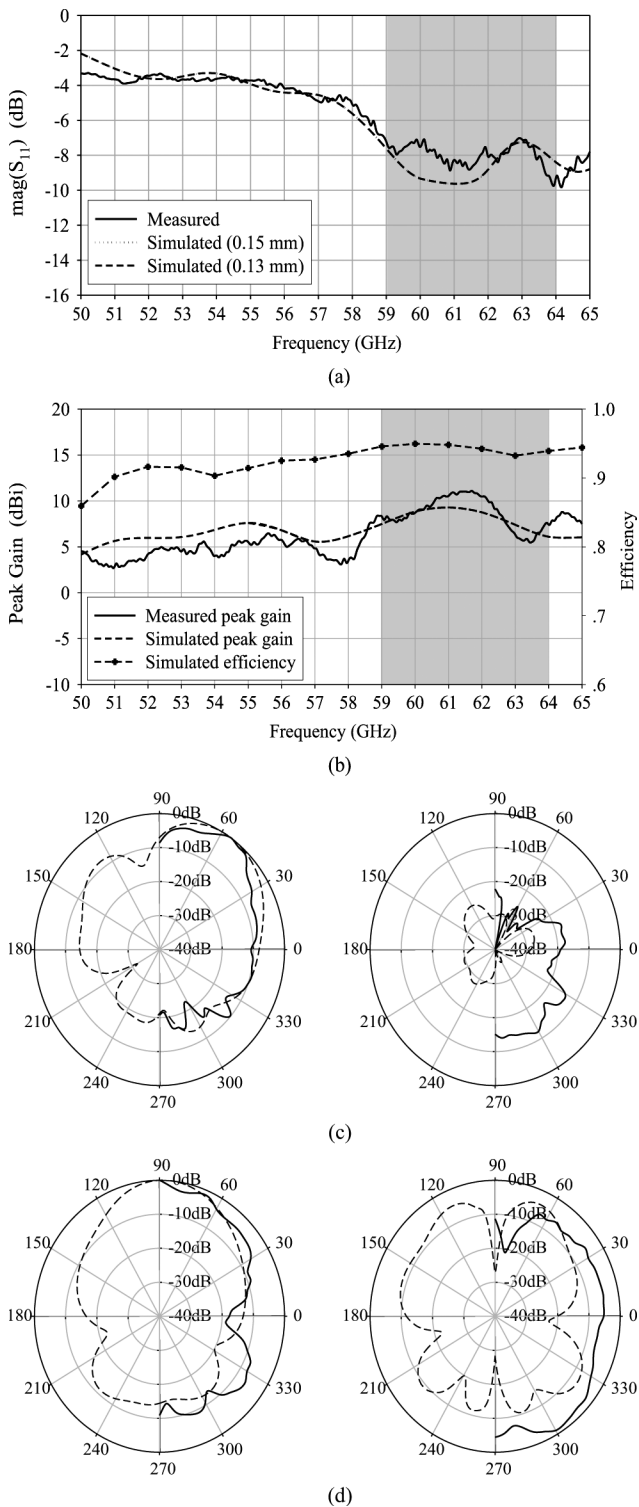 0
-2
-4
-6
-8
-10
-12
-14
-16
mag(S11) (dB)
Measured
Simulated (0.15 mm)
Simulated (0.13 mm)
50 51 52 53 54 55 56 57 58 59 60 61 62 63 64 65
Frequency (GHz)
(a)
20
15
10
5
0
-5
-10
Peak Gain (dBi)
1.0
.9
.8
.7
.6
Efficiency
Measured peak gain
Simulated peak gain
Simulated efficiency
50 51 52 53 54 55 56 57 58 59 60 61 62 63 64 65
Frequency (GHz)
(b)
90
0dB
120 60
-10dB
150 30
-20dB
-30dB
180 -40dB 0
210 330
240 300
270
90
0dB
120 60
-10dB
150 30
-20dB
-30dB
180 -40dB 0
210 330
240 300
270
(c)
90
0dB
120 60
-10dB
150 30
-20dB
-30dB
180 -40dB 0
210 330
240 300
270
90
0dB
120 60
-10dB
150 30
-20dB
-30dB
180 -40dB 0
210 330
240 300
270
(d)